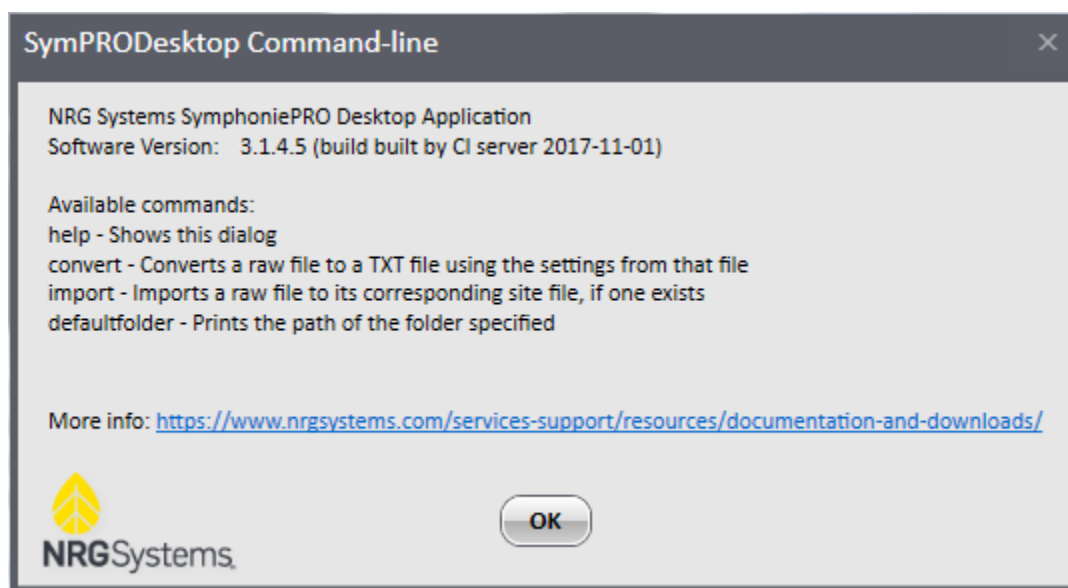 SymPRODesktop Command-line
NRG Systems SymphoniePRO Desktop Application
Software Version: 3.1.4.5 (build built by CI server 2017-11-01)
Available commands:
help - Shows this dialog
convert - Converts a raw file to a TXT file using the settings from that file
import - Imports a raw file to its corresponding site file, if one exists
defaultfolder - Prints the path of the folder specified
More info: https://www.nrgsystems.com/services-support/resources/documentation-and-downloads/
OK
NRGSystems